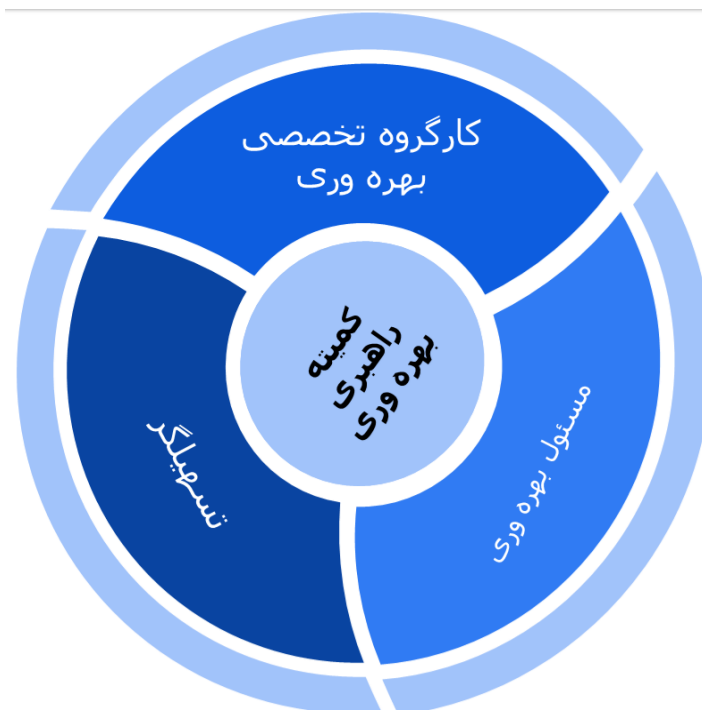 کارگروه تخصصی
بهره وری
کمیته
راهبری
بهره وری
مسئول بهره وری
تسهیلگر